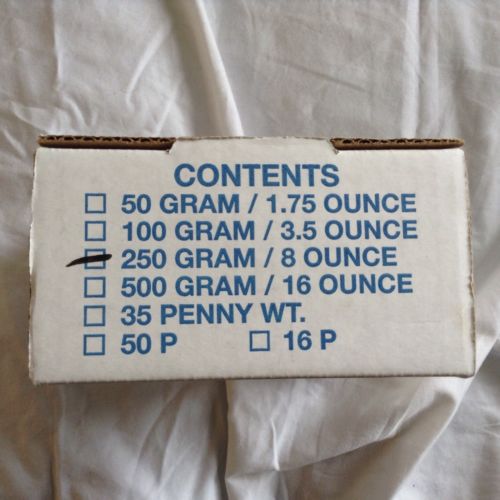 CONTENTS
50 GRAM / 1.75 OUNCE
100 GRAM / 3.5 OUNCE
250 GRAM / 8 OUNCE
500 GRAM / 16 OUNCE
35 PENNY WT.
50 P 16 P